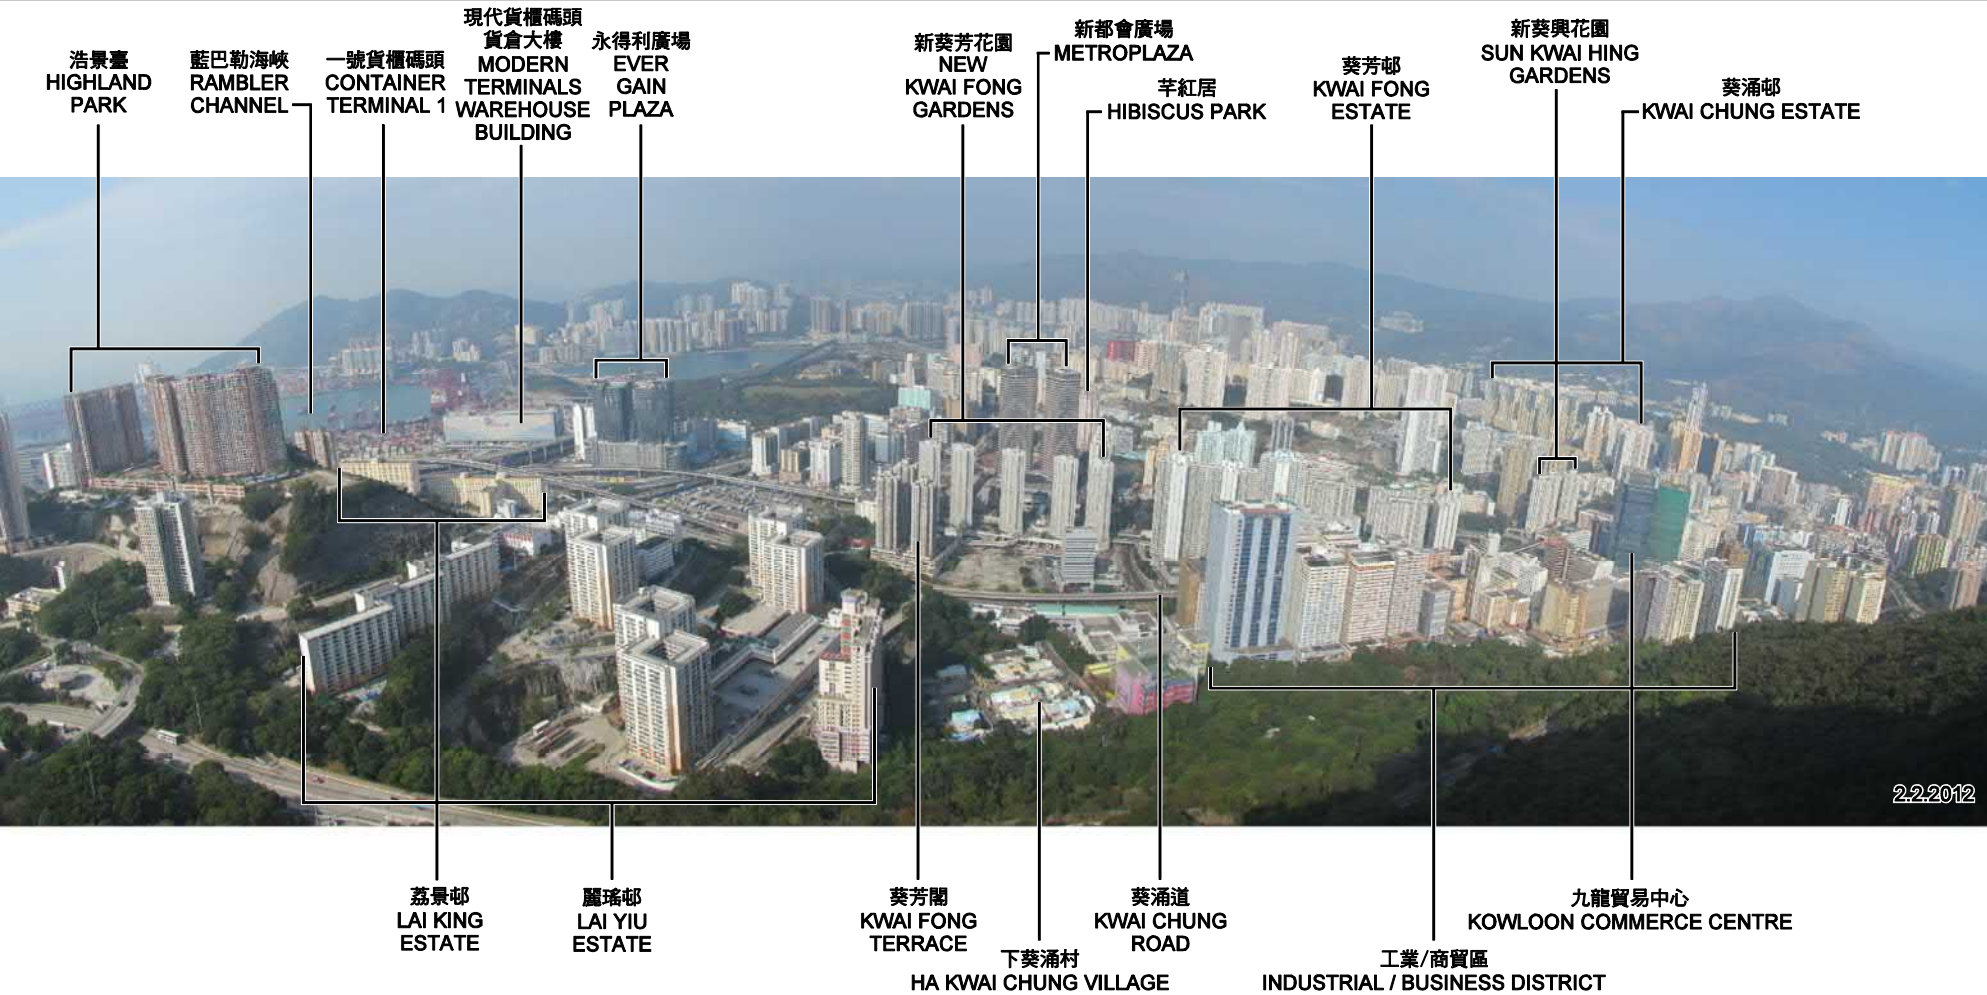 浩景臺
HIGHLAND
PARK
藍巴勒海峽
RAMBLER
CHANNEL
一號貨櫃碼頭
CONTAINER
TERMINAL 1
現代貨櫃碼頭
貨倉大樓
MODERN
TERMINALS
WAREHOUSE
BUILDING
永得利廣場
EVER
GAIN
PLAZA
新葵芳花園
NEW
KWAI FONG
GARDENS
新都會廣場
METROPLAZA
芊紅居
HIBISCUS PARK
葵芳邨
KWAI FONG
ESTATE
新葵興花園
SUN KWAI HING
GARDENS
葵涌邨
KWAI CHUNG ESTATE
2.2.2012
荔景邨
LAI KING
ESTATE
麗瑤邨
LAI YIU
ESTATE
葵芳閣
KWAI FONG
TERRACE
下葵涌村
HA KWAI CHUNG VILLAGE
葵涌道
KWAI CHUNG
ROAD
工業/商貿區
INDUSTRIAL / BUSINESS DISTRICT
九龍貿易中心
KOWLOON COMMERCE CENTRE